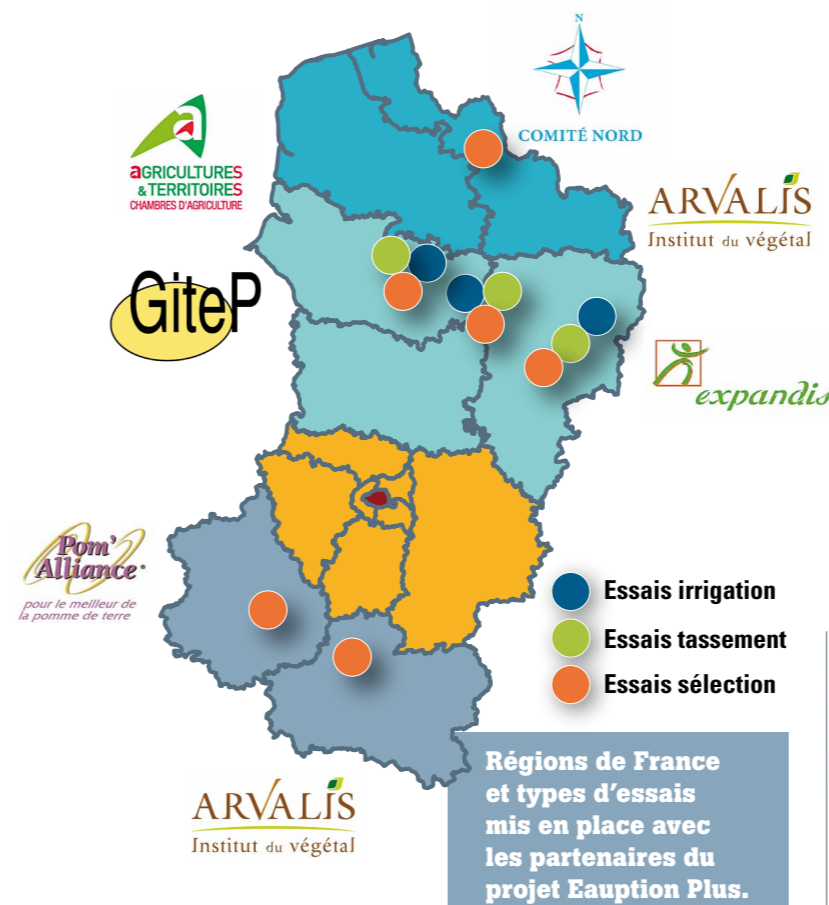 N
COMITÉ NORD
a
AGRICULTURES
& TERRITOIRES
CHAMBRES D'AGRICULTURE
ARVALIS
Institut du végétal
GiteP
expandis
Pom'
Alliance
pour le meilleur de
la pomme de terre
Essais irrigation
Essais tassement
Essais sélection
ARVALIS
Institut du végétal
Régions de France
et types d'essais
mis en place avec
les partenaires du
projet Eauption Plus.